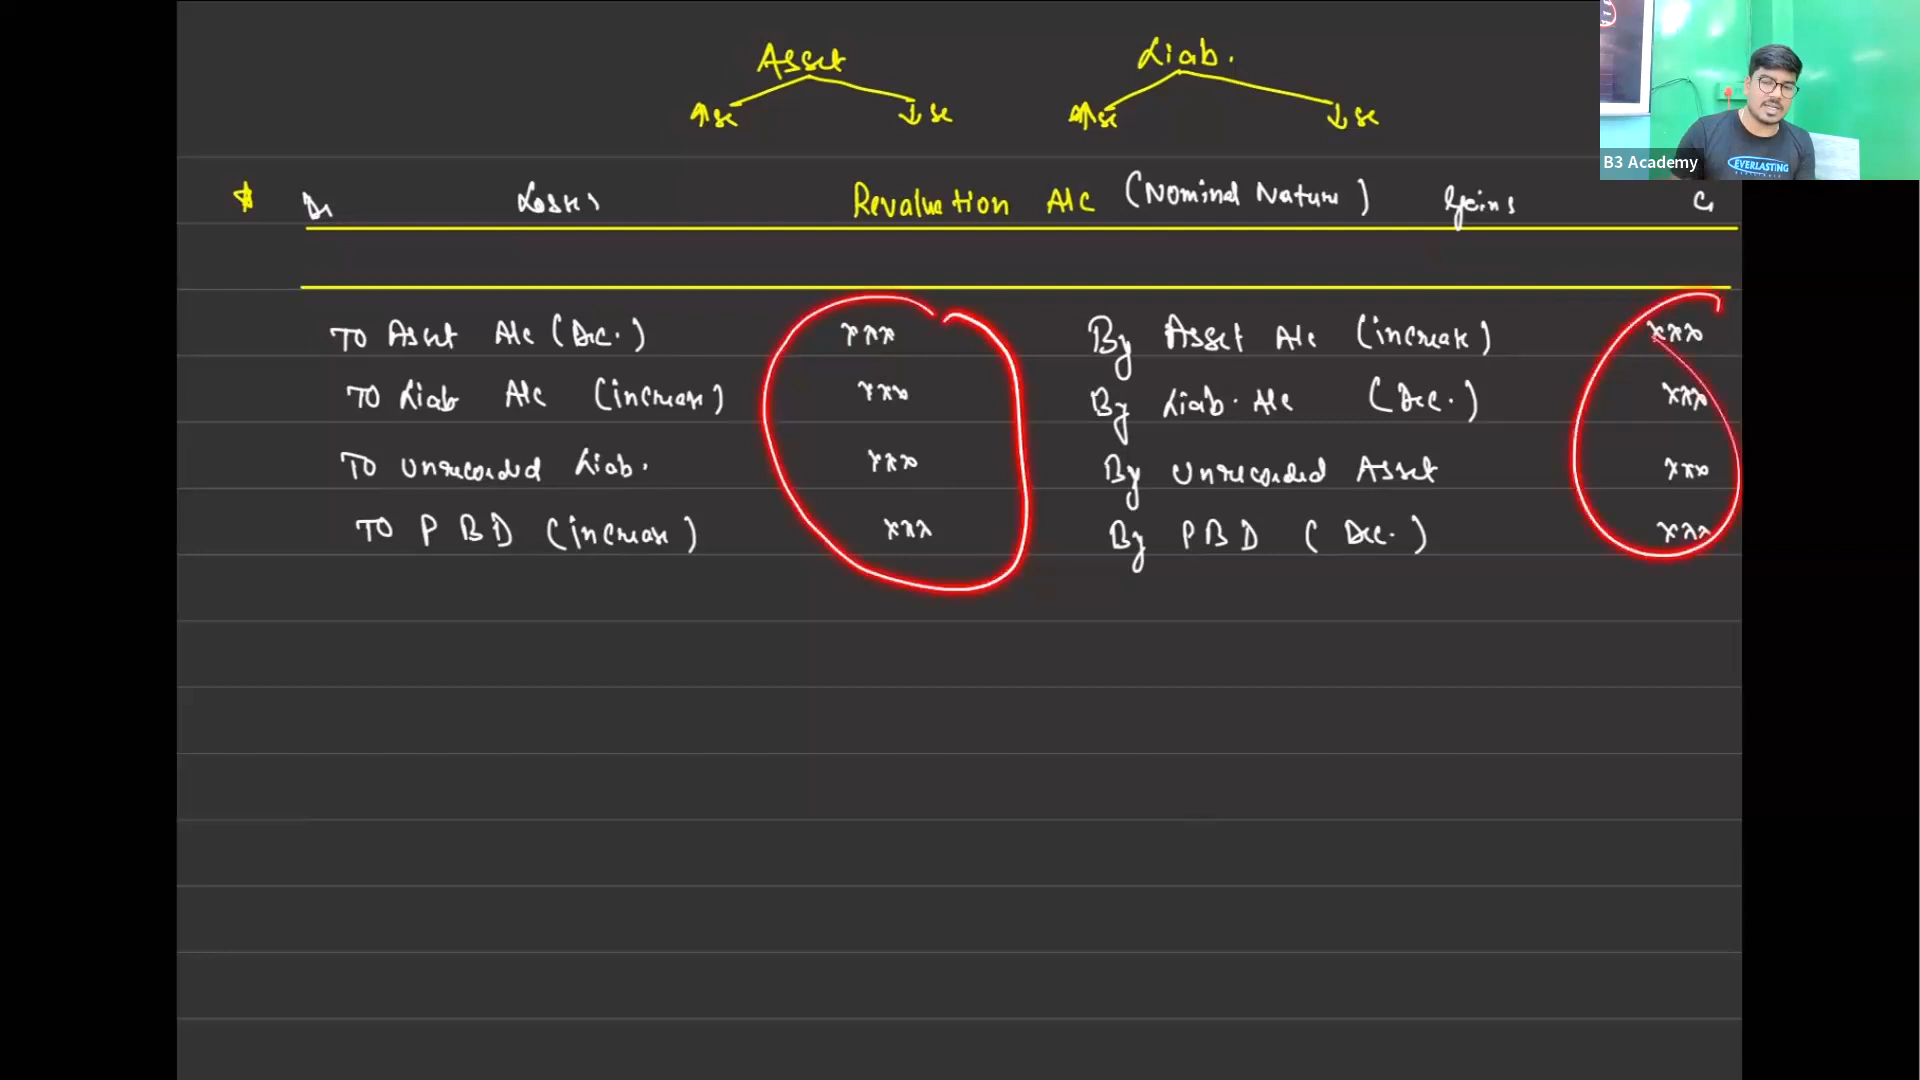 Asset Liab.
↑se ↓se ↑se ↓se
B3 Academy
EVERLASTING
$ Dr Losses Revaluation A/c (Nominal Nature) Gains Cr
To Asset A/c (Dec.) xxx By Asset A/c (increase) xxx
To Liab A/c (increase) xxx By Liab. A/c (Dec.) xxx
To unrecorded Liab. xxx By unrecorded Asset xxx
To PBD (increase) xxx By PBD (Dec.) xxx